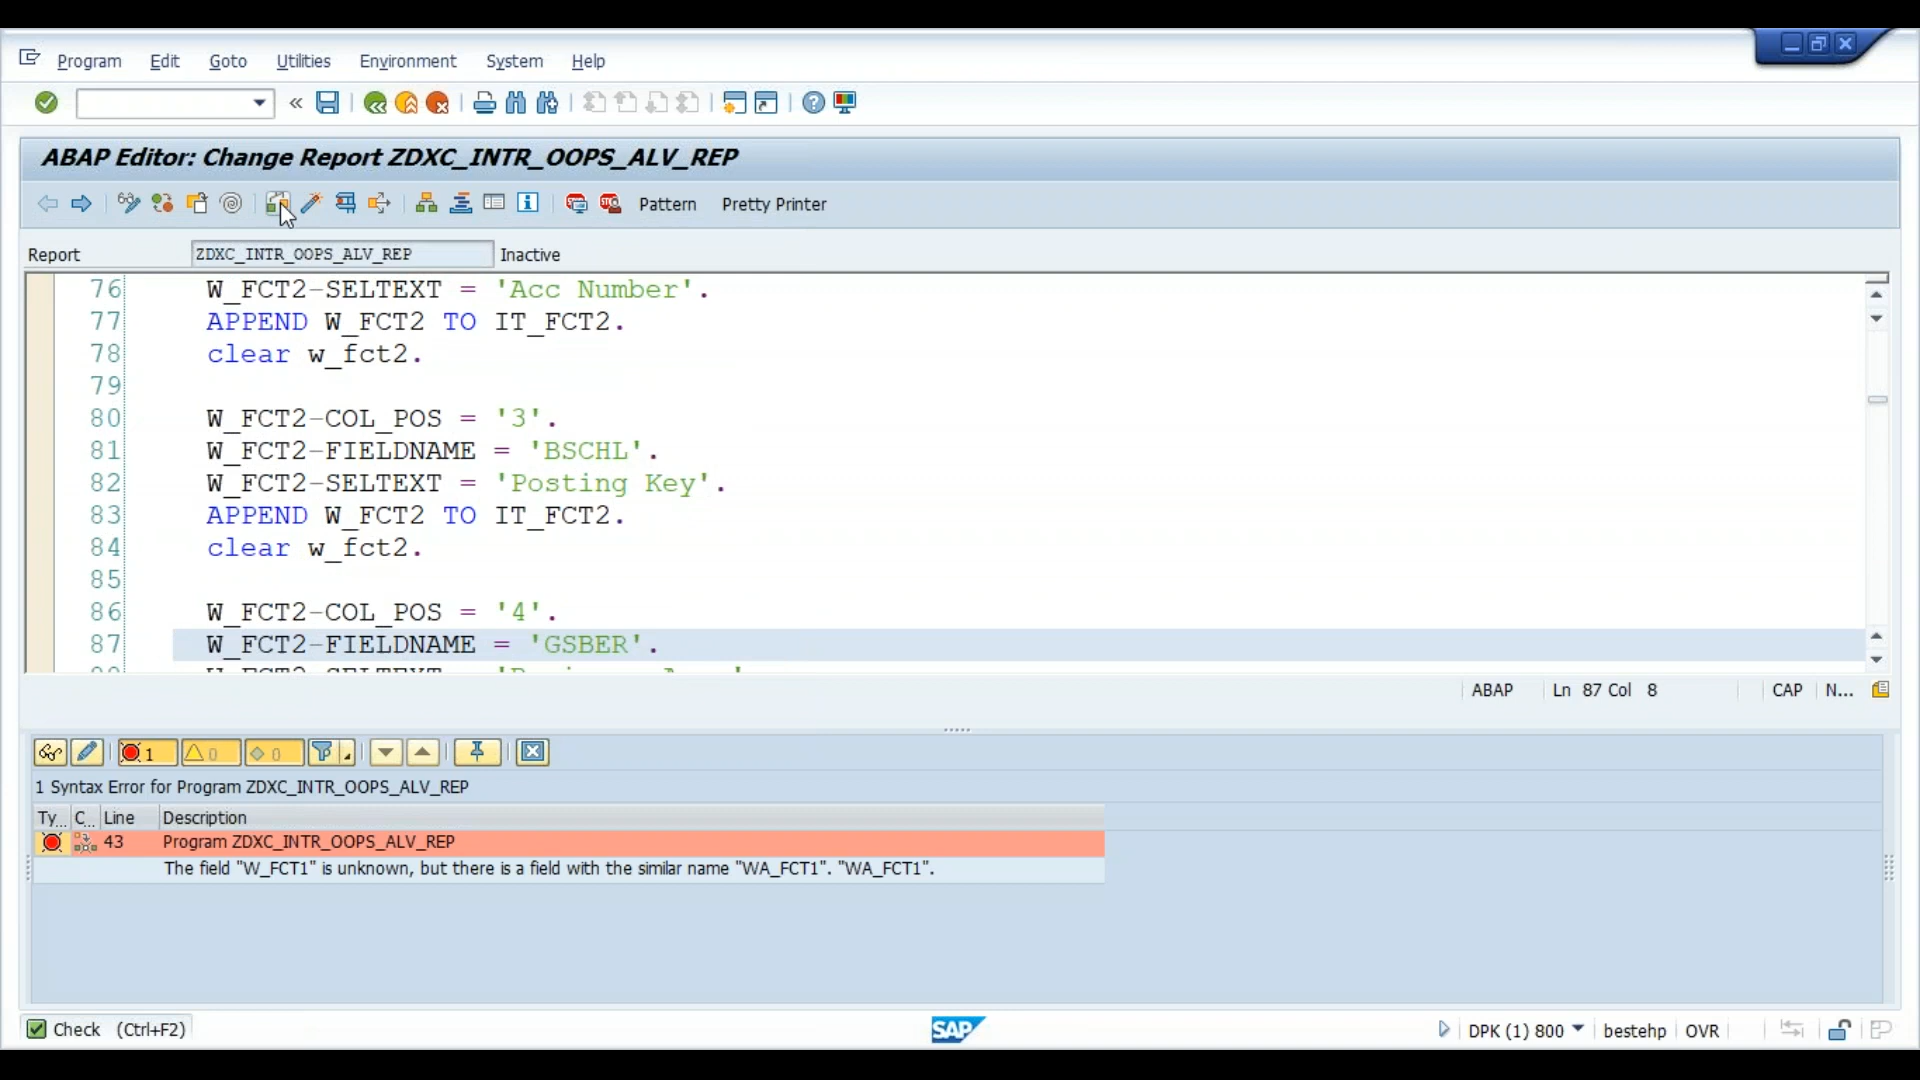 Program Edit Goto Utilities Environment System Help
ABAP Editor: Change Report ZDXC_INTR_OOPS_ALV_REP
Pattern Pretty Printer
Report ZDXC_INTR_OOPS_ALV_REP Inactive
76 W_FCT2-SELTEXT = 'Acc Number'.
77 APPEND W_FCT2 TO IT_FCT2.
78 clear w_fct2.
79
80 W_FCT2-COL_POS = '3'.
81 W_FCT2-FIELDNAME = 'BSCHL'.
82 W_FCT2-SELTEXT = 'Posting Key'.
83 APPEND W_FCT2 TO IT_FCT2.
84 clear w_fct2.
85
86 W_FCT2-COL_POS = '4'.
87 W_FCT2-FIELDNAME = 'GSBER'.
ABAP Ln 87 Col 8 CAP N...
1 0 0
1 Syntax Error for Program ZDXC_INTR_OOPS_ALV_REP
Ty... C... Line Description
43 Program ZDXC_INTR_OOPS_ALV_REP
The field "W_FCT1" is unknown, but there is a field with the similar name "WA_FCT1". "WA_FCT1".
Check (Ctrl+F2) SAP DPK (1) 800 bestehp OVR